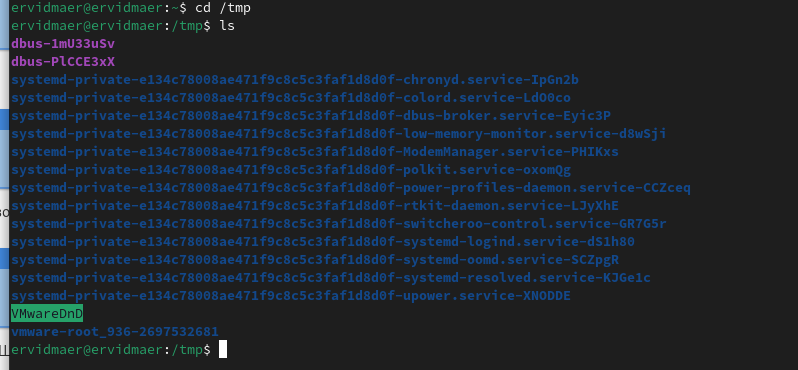 ervidmaer@ervidmaer:~$ cd /tmp
ervidmaer@ervidmaer:/tmp$ ls
dbus-1mU33uSv
dbus-PlCCE3xX
systemd-private-e134c78008ae471f9c8c5c3faf1d8d0f-chronyd.service-IpGn2b
systemd-private-e134c78008ae471f9c8c5c3faf1d8d0f-colord.service-LdO0co
systemd-private-e134c78008ae471f9c8c5c3faf1d8d0f-dbus-broker.service-Eyic3P
systemd-private-e134c78008ae471f9c8c5c3faf1d8d0f-low-memory-monitor.service-d8wSji
systemd-private-e134c78008ae471f9c8c5c3faf1d8d0f-ModemManager.service-PHIKxs
systemd-private-e134c78008ae471f9c8c5c3faf1d8d0f-polkit.service-oxomQg
systemd-private-e134c78008ae471f9c8c5c3faf1d8d0f-power-profiles-daemon.service-CCZceq
systemd-private-e134c78008ae471f9c8c5c3faf1d8d0f-rtkit-daemon.service-LJyXhE
systemd-private-e134c78008ae471f9c8c5c3faf1d8d0f-switcheroo-control.service-GR7G5r
systemd-private-e134c78008ae471f9c8c5c3faf1d8d0f-systemd-logind.service-dS1h80
systemd-private-e134c78008ae471f9c8c5c3faf1d8d0f-systemd-oomd.service-SCZpgR
systemd-private-e134c78008ae471f9c8c5c3faf1d8d0f-systemd-resolved.service-KJGe1c
systemd-private-e134c78008ae471f9c8c5c3faf1d8d0f-upower.service-XNODDE
VMwareDnD
vmware-root_936-2697532681
ervidmaer@ervidmaer:/tmp$